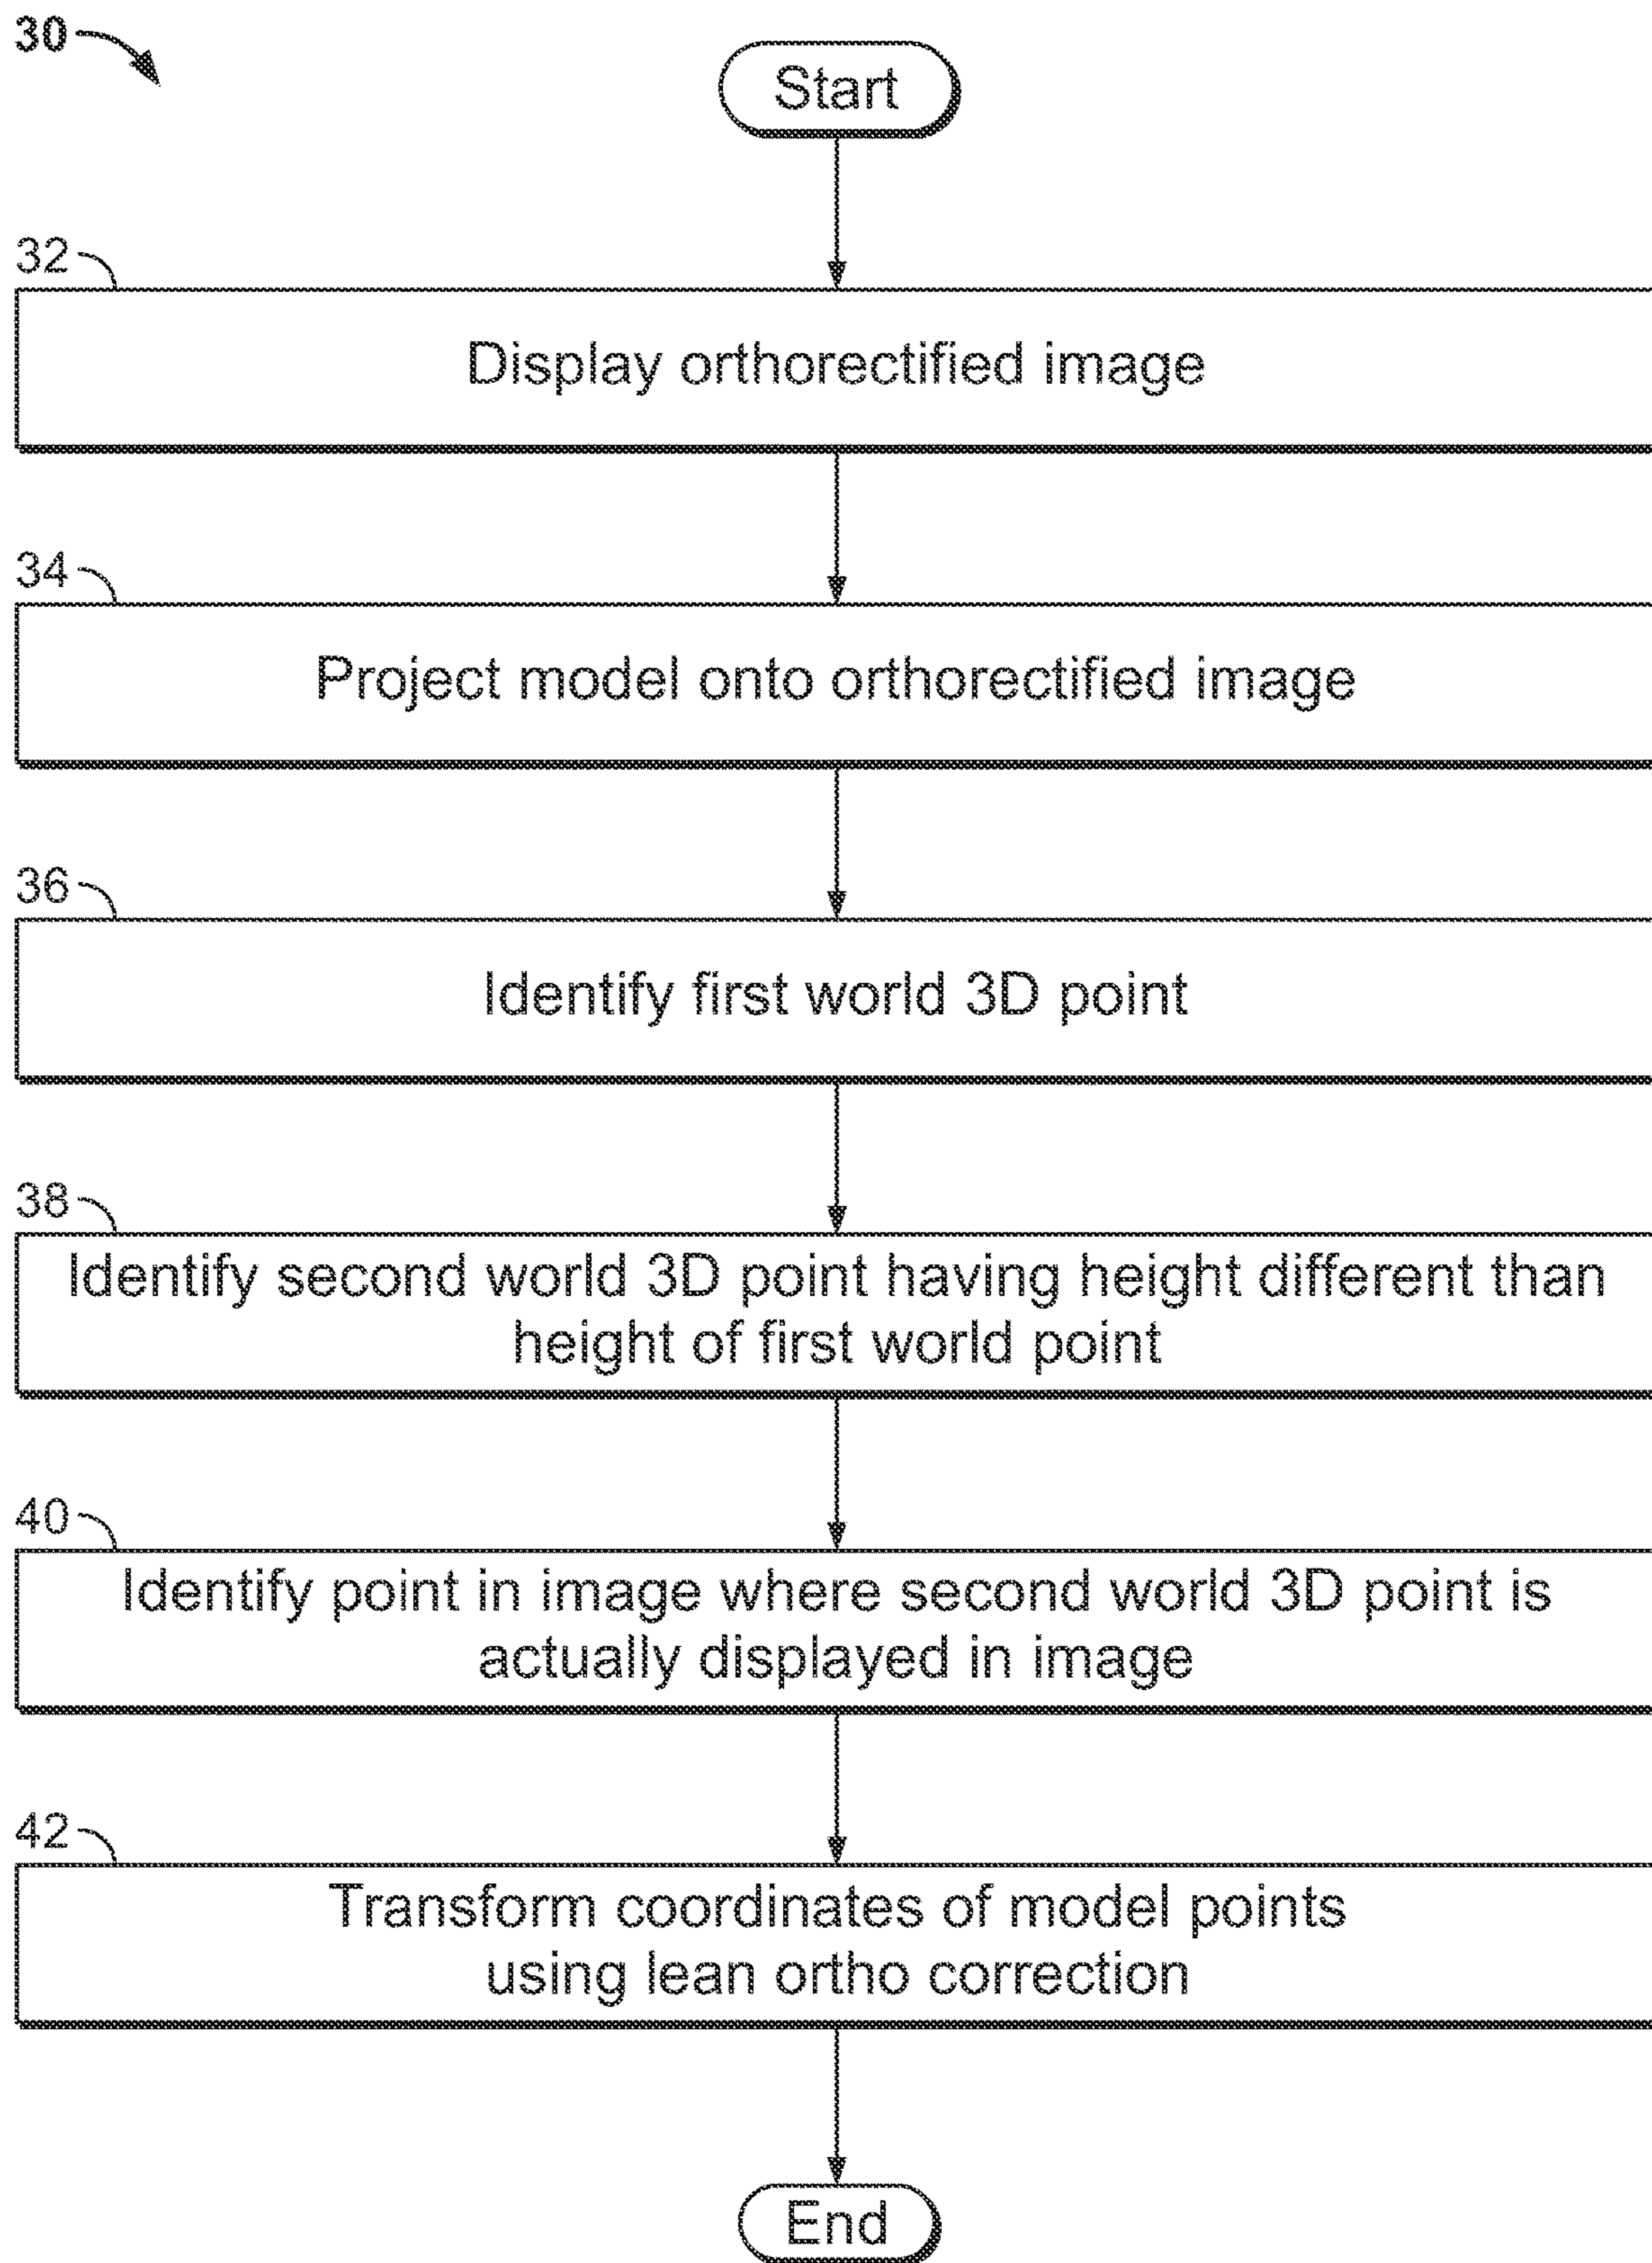 30
Start
32
Display orthorectified image
34
Project model onto orthorectified image
36
Identify first world 3D point
38
Identify second world 3D point having height different than
height of first world point
40
Identify point in image where second world 3D point is
actually displayed in image
42
Transform coordinates of model points
using lean ortho correction
End